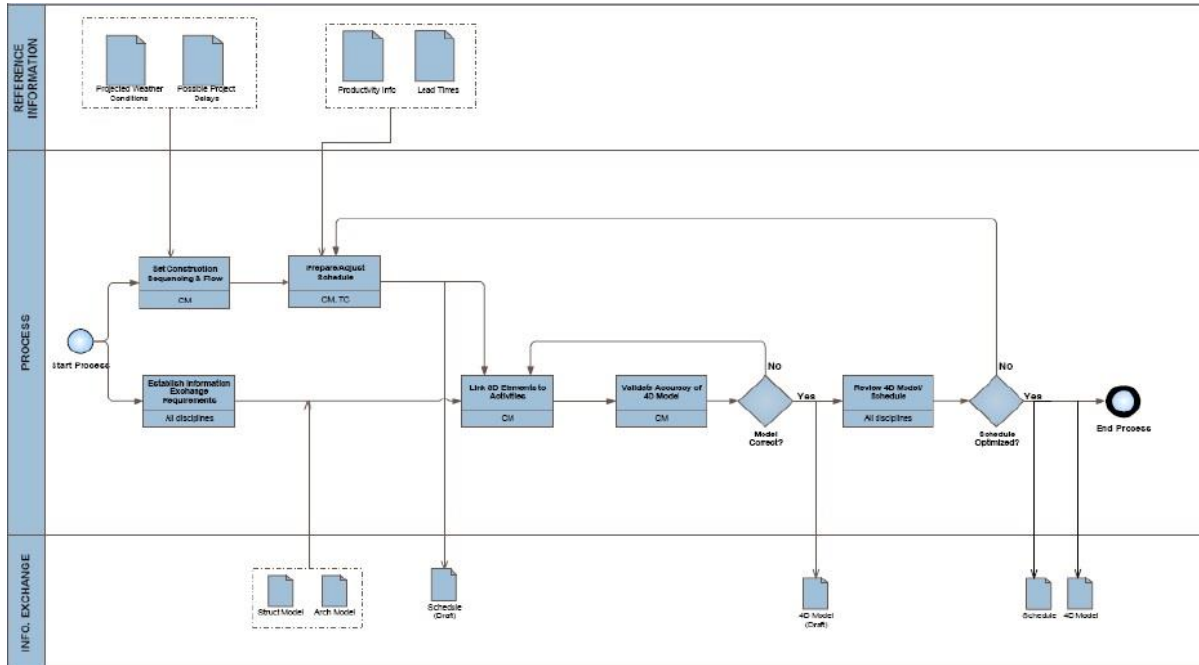 REFERENCE
INFORMATION
Projected Weather
Conditions
Possible Project
Delays
Productivity Info
Lead Times
PROCESS
Start Process
Set Construction
Sequencing & Flow
CM
Prepare/Adjust
Schedule
CM, TC
Establish Information
Exchange
Requirements
All disciplines
Link 3D Elements to
Activities
CM
Validate Accuracy of
4D Model
CM
No
Yes
Model
Correct?
Review 4D Model/
Schedule
All disciplines
No
Yes
Schedule
Optimized?
End Process
INFO. EXCHANGE
Struct Model
Arch Model
Schedule
(Draft)
4D Model
(Draft)
Schedule
4D Model